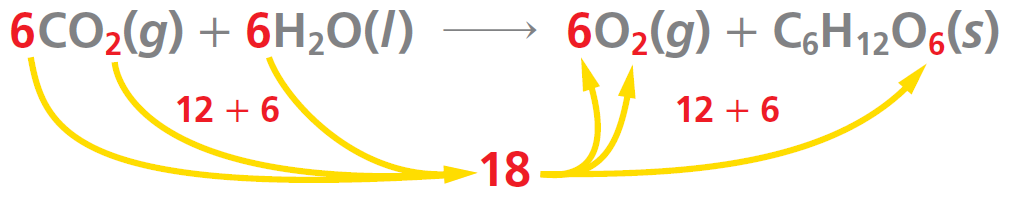 6CO₂(g) + 6H₂O(l) ⟶ 6O₂(g) + C₆H₁₂O₆(s)
12 + 6 12 + 6
18